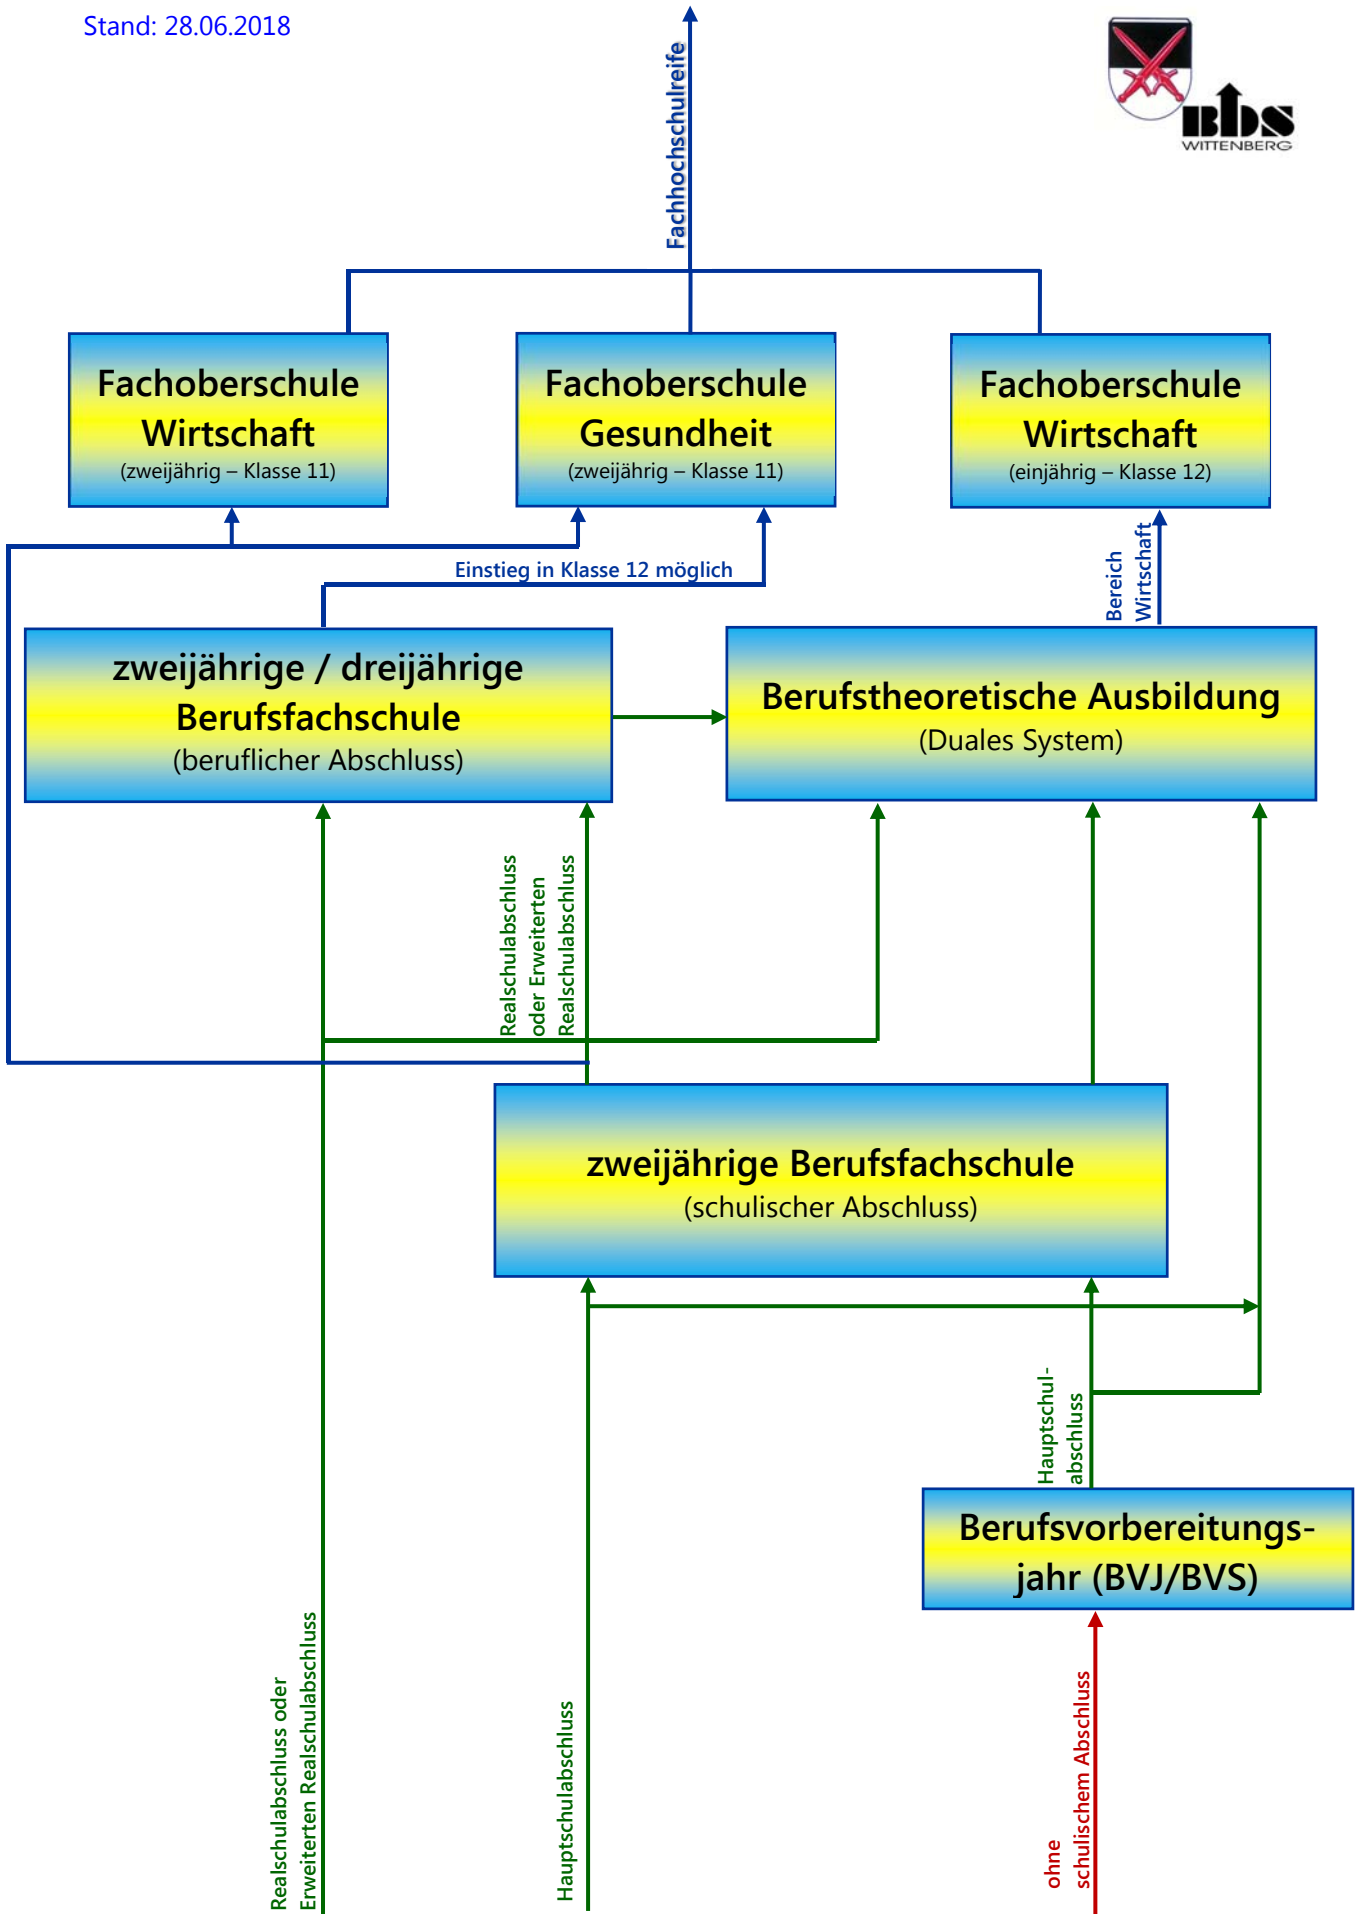 Stand: 28.06.2018
BbS
WITTENBERG
Fachhochschulreife
Fachoberschule
Wirtschaft
(zweijährig – Klasse 11)
Fachoberschule
Gesundheit
(zweijährig – Klasse 11)
Fachoberschule
Wirtschaft
(einjährig – Klasse 12)
Einstieg in Klasse 12 möglich
Bereich
Wirtschaft
zweijährige / dreijährige
Berufsfachschule
(beruflicher Abschluss)
Berufstheoretische Ausbildung
(Duales System)
Realschulabschluss
oder Erweiterten
Realschulabschluss
zweijährige Berufsfachschule
(schulischer Abschluss)
Hauptschul-
abschluss
Berufsvorbereitungs-
jahr (BVJ/BVS)
Realschulabschluss oder
Erweiterten Realschulabschluss
Hauptschulabschluss
ohne
schulischem Abschluss